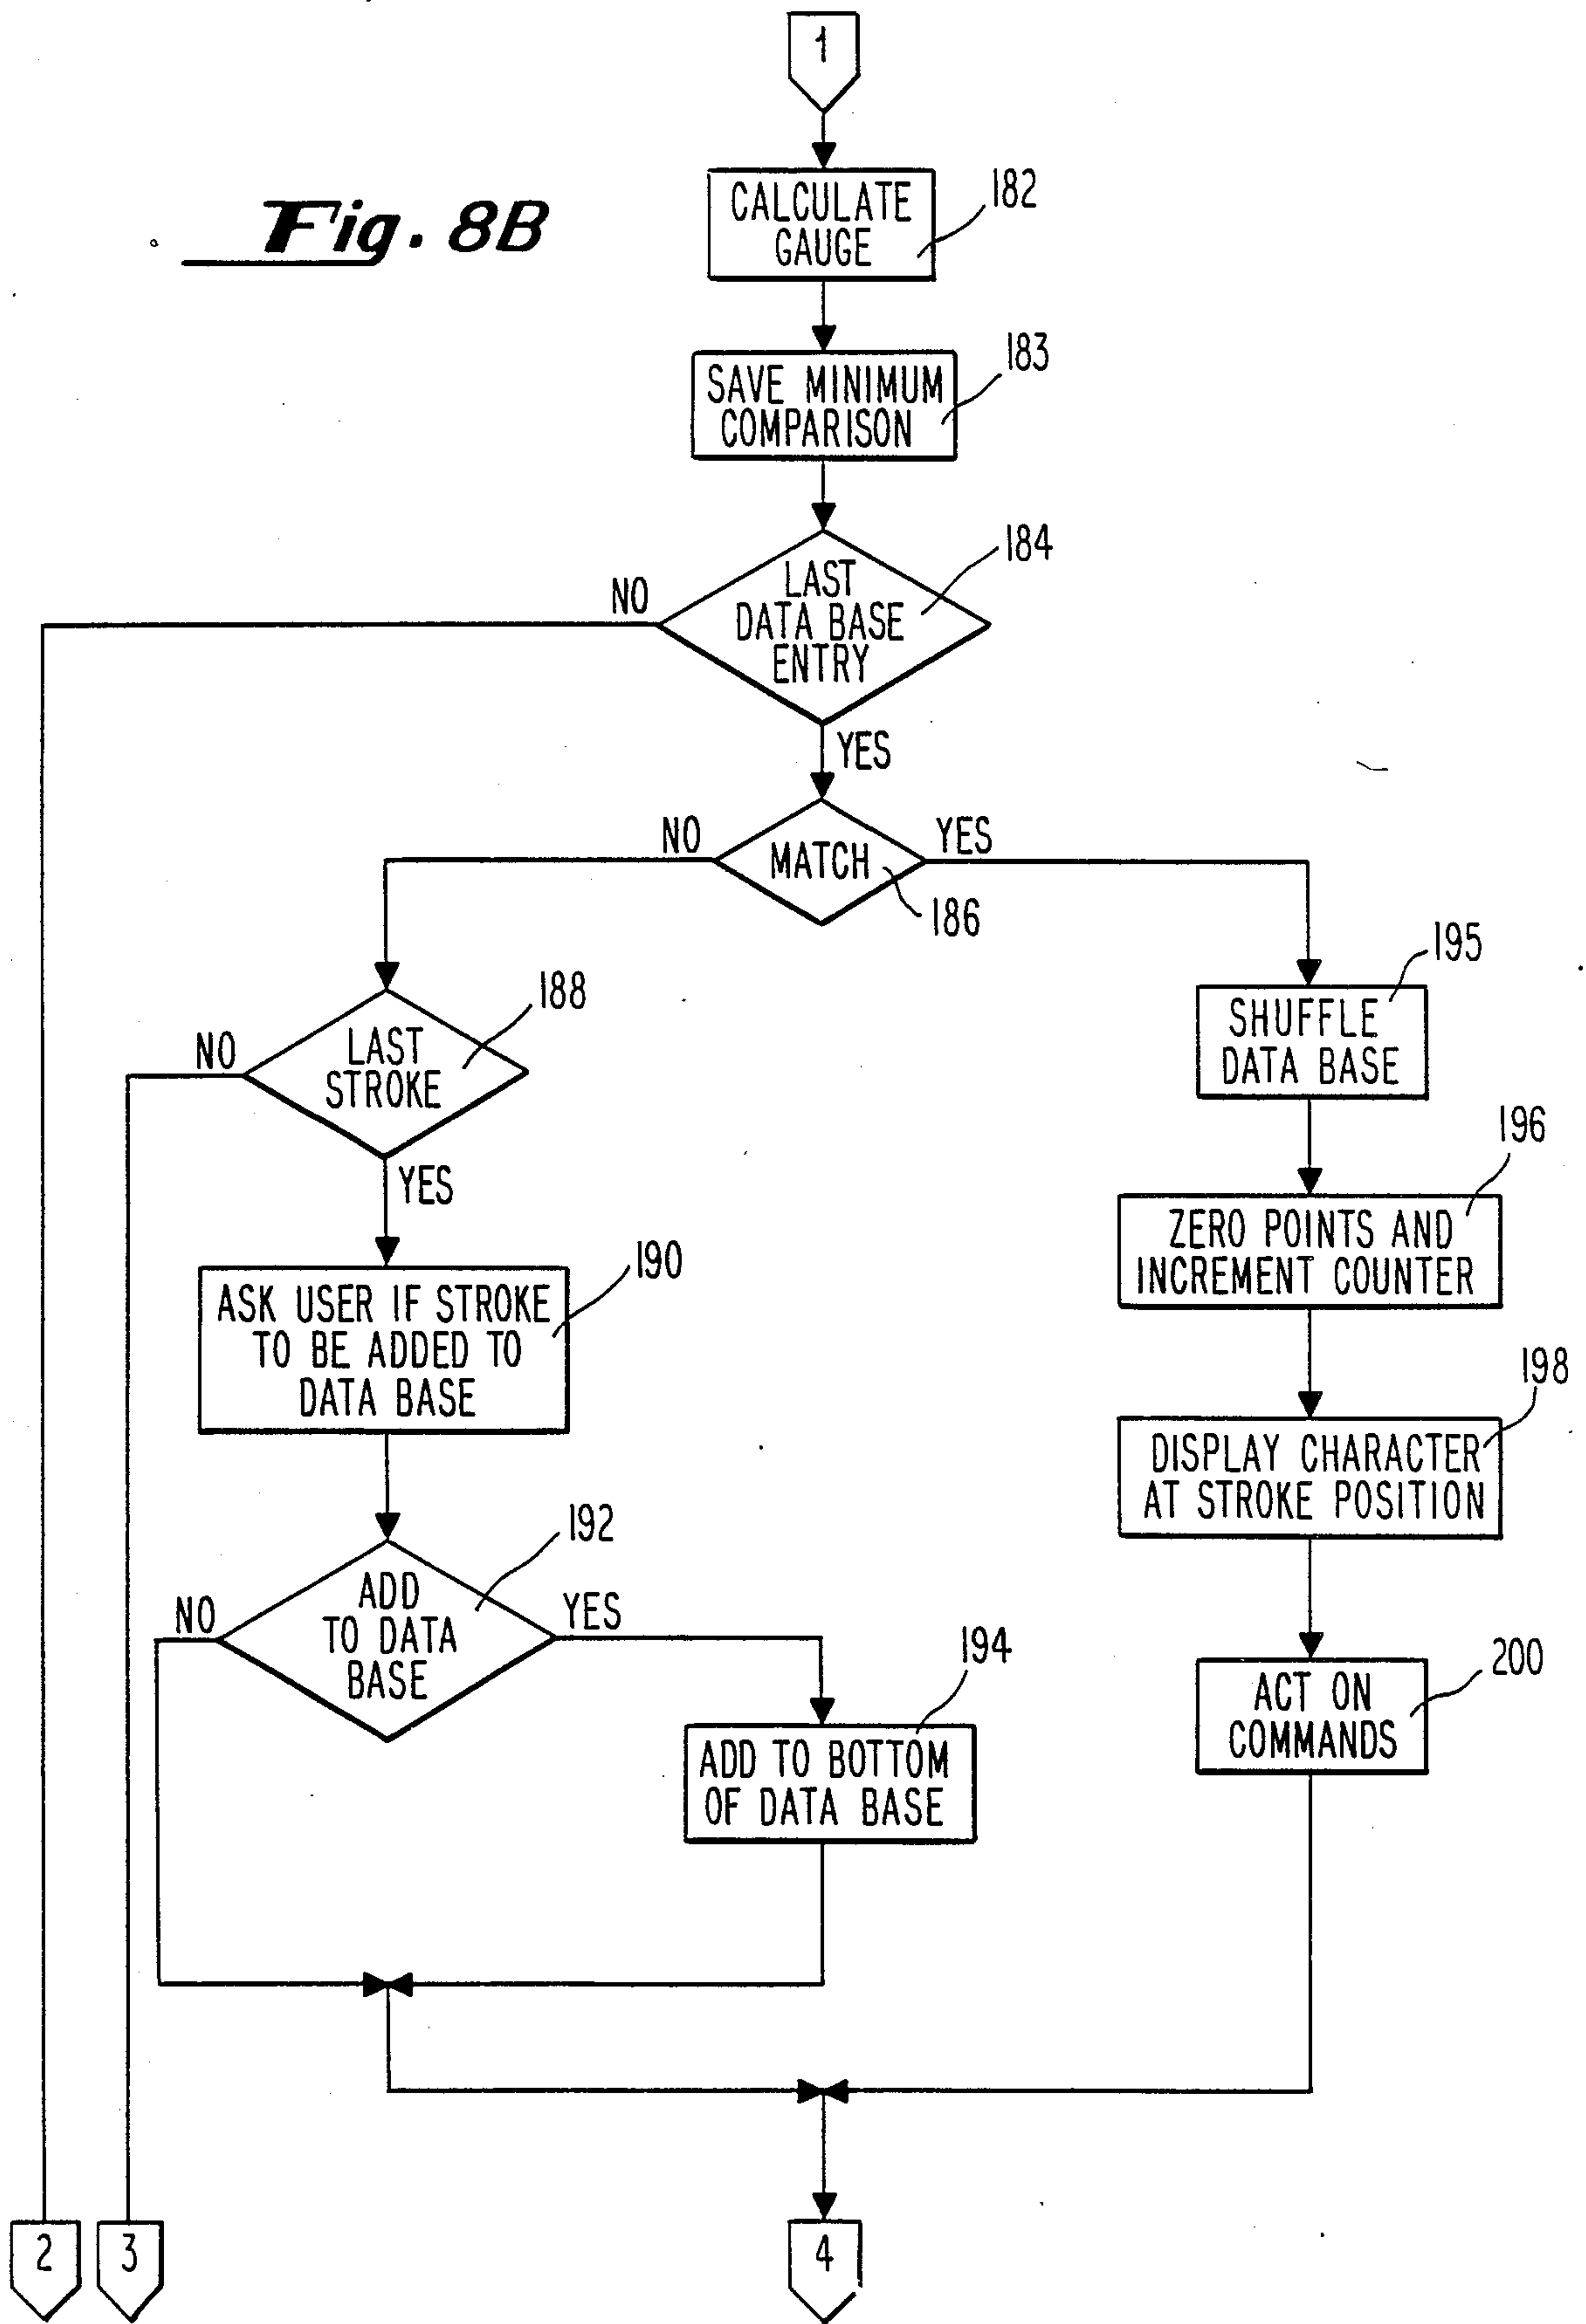 1
Fig. 8B
182
CALCULATE
GAUGE
183
SAVE MINIMUM
COMPARISON
184
LAST
DATA BASE
ENTRY
NO
YES
NO
MATCH
YES
186
195
SHUFFLE
DATA BASE
188
LAST
STROKE
NO
YES
196
ZERO POINTS AND
INCREMENT COUNTER
190
ASK USER IF STROKE
TO BE ADDED TO
DATA BASE
198
DISPLAY CHARACTER
AT STROKE POSITION
192
ADD
TO DATA
BASE
NO
YES
194
ADD TO BOTTOM
OF DATA BASE
200
ACT ON
COMMANDS
2
3
4